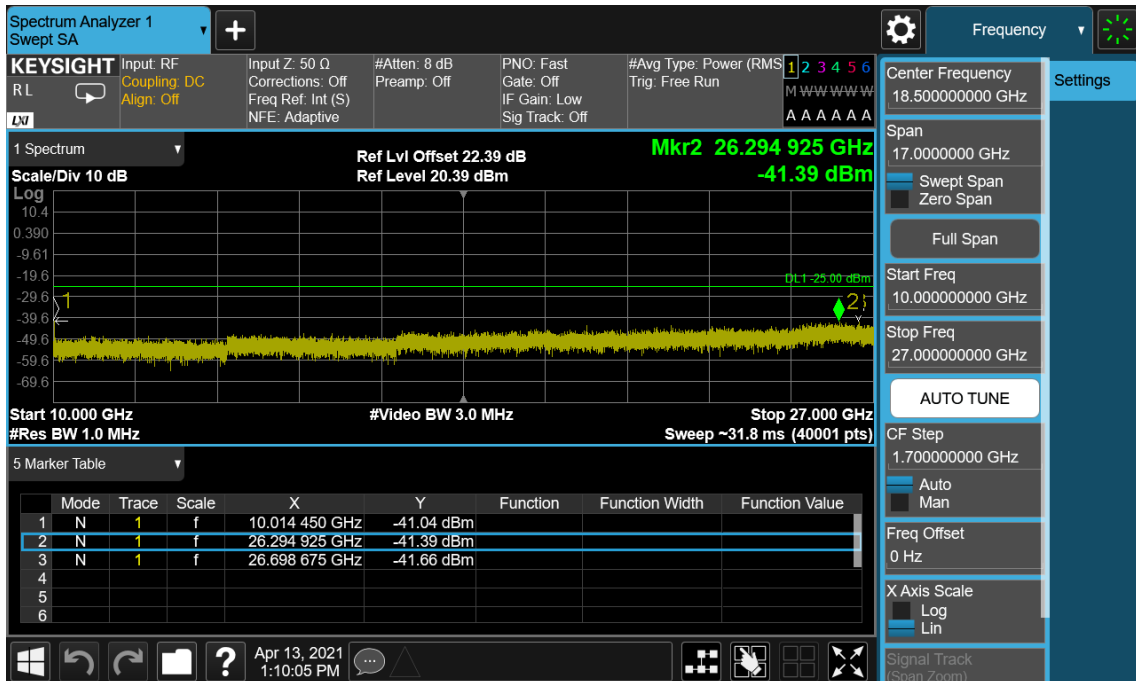 Spectrum Analyzer 1
Swept SA
+
Frequency
KEYSIGHT
RL
LXI
Input: RF
Coupling: DC
Align: Off
Input Z: 50 Ω
Corrections: Off
Freq Ref: Int (S)
NFE: Adaptive
#Atten: 8 dB
Preamp: Off
PNO: Fast
Gate: Off
IF Gain: Low
Sig Track: Off
#Avg Type: Power (RMS
Trig: Free Run
1 2 3 4 5 6
M W W W W W
A A A A A A
1 Spectrum
Scale/Div 10 dB
Ref Lvl Offset 22.39 dB
Ref Level 20.39 dBm
Mkr2 26.294 925 GHz
-41.39 dBm
Log
10.4
0.390
-9.61
-19.6
-29.6
-39.6
-49.6
-59.6
-69.6
DL1 -25.00 dBm
1
2
Start 10.000 GHz
#Video BW 3.0 MHz
Stop 27.000 GHz
#Res BW 1.0 MHz
Sweep ~31.8 ms (40001 pts)
5 Marker Table
Mode Trace Scale X Y Function Function Width Function Value
1 N 1 f 10.014 450 GHz -41.04 dBm
2 N 1 f 26.294 925 GHz -41.39 dBm
3 N 1 f 26.698 675 GHz -41.66 dBm
4
5
6
?
Apr 13, 2021
1:10:05 PM
Center Frequency
18.500000000 GHz
Span
17.0000000 GHz
Swept Span
Zero Span
Full Span
Start Freq
10.000000000 GHz
Stop Freq
27.000000000 GHz
AUTO TUNE
CF Step
1.700000000 GHz
Auto
Man
Freq Offset
0 Hz
X Axis Scale
Log
Lin
Signal Track
(Span Zoom)
Settings